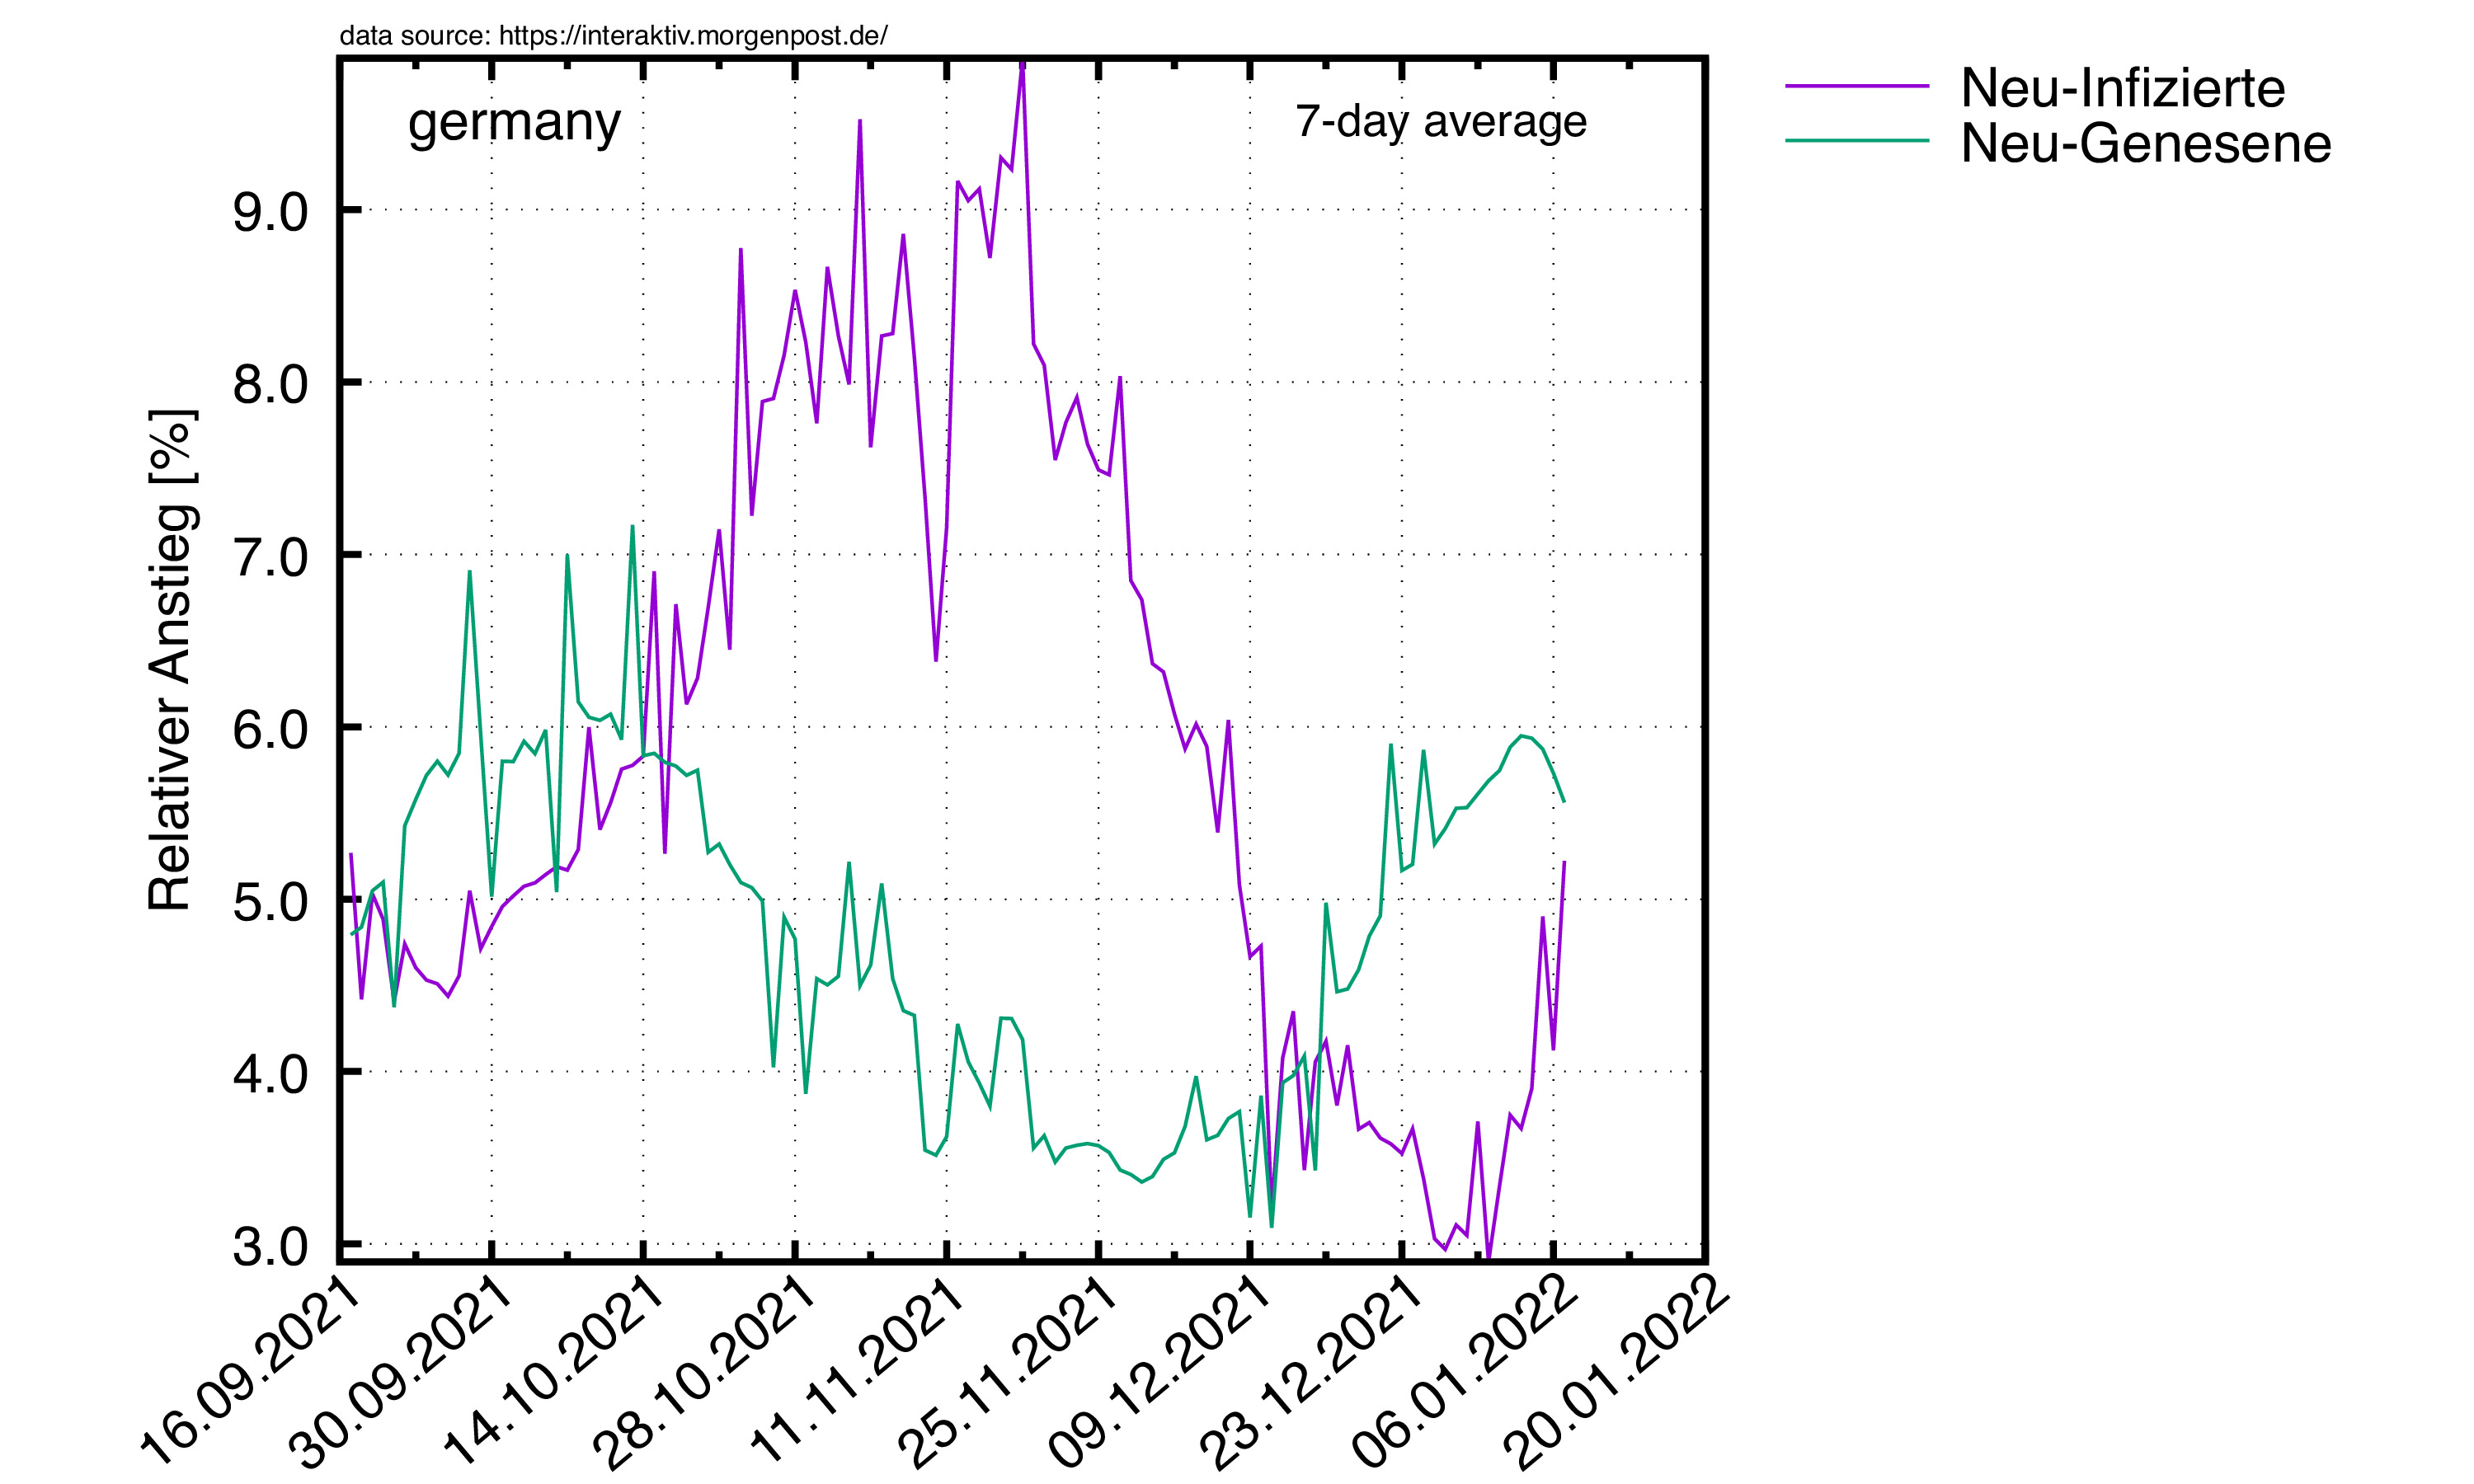 data source: https://interaktiv.morgenpost.de/
germany
7-day average
Neu-Infizierte
Neu-Genesene
Relativer Anstieg [%]
9.0
8.0
7.0
6.0
5.0
4.0
3.0
16.09.2021
30.09.2021
14.10.2021
28.10.2021
11.11.2021
25.11.2021
09.12.2021
23.12.2021
06.01.2022
20.01.2022